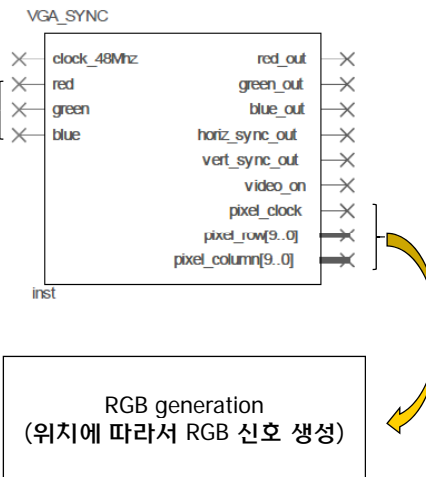 VGA_SYNC
clock_48Mhz
red
green
blue
red_out
green_out
blue_out
horiz_sync_out
vert_sync_out
video_on
pixel_clock
pixel_row[9..0]
pixel_column[9..0]
inst
RGB generation
(위치에 따라서 RGB 신호 생성)